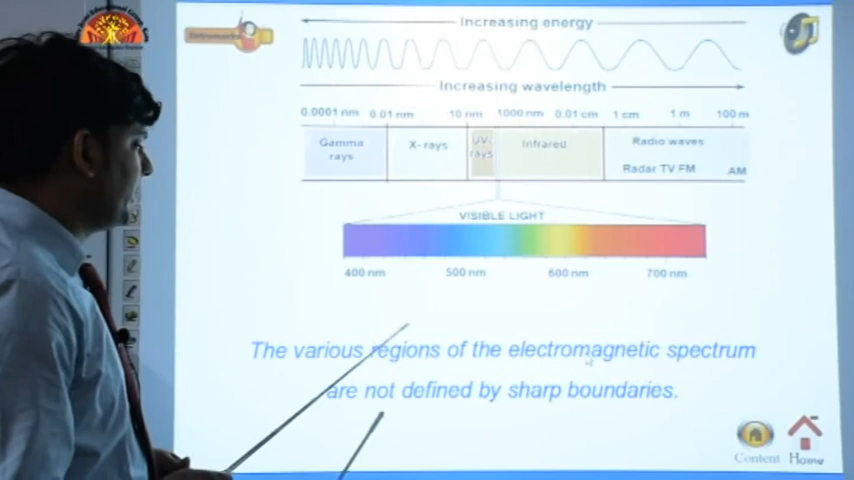 Increasing energy
Increasing wavelength
0.0001 nm 0.01 nm 10 nm 1000 nm 0.01 cm 1 cm 1 m 100 m
Gamma rays X- rays UV rays Infrared Radio waves
Radar TV FM AM
VISIBLE LIGHT
400 nm 500 nm 600 nm 700 nm
The various regions of the electromagnetic spectrum
are not defined by sharp boundaries.
Content Home